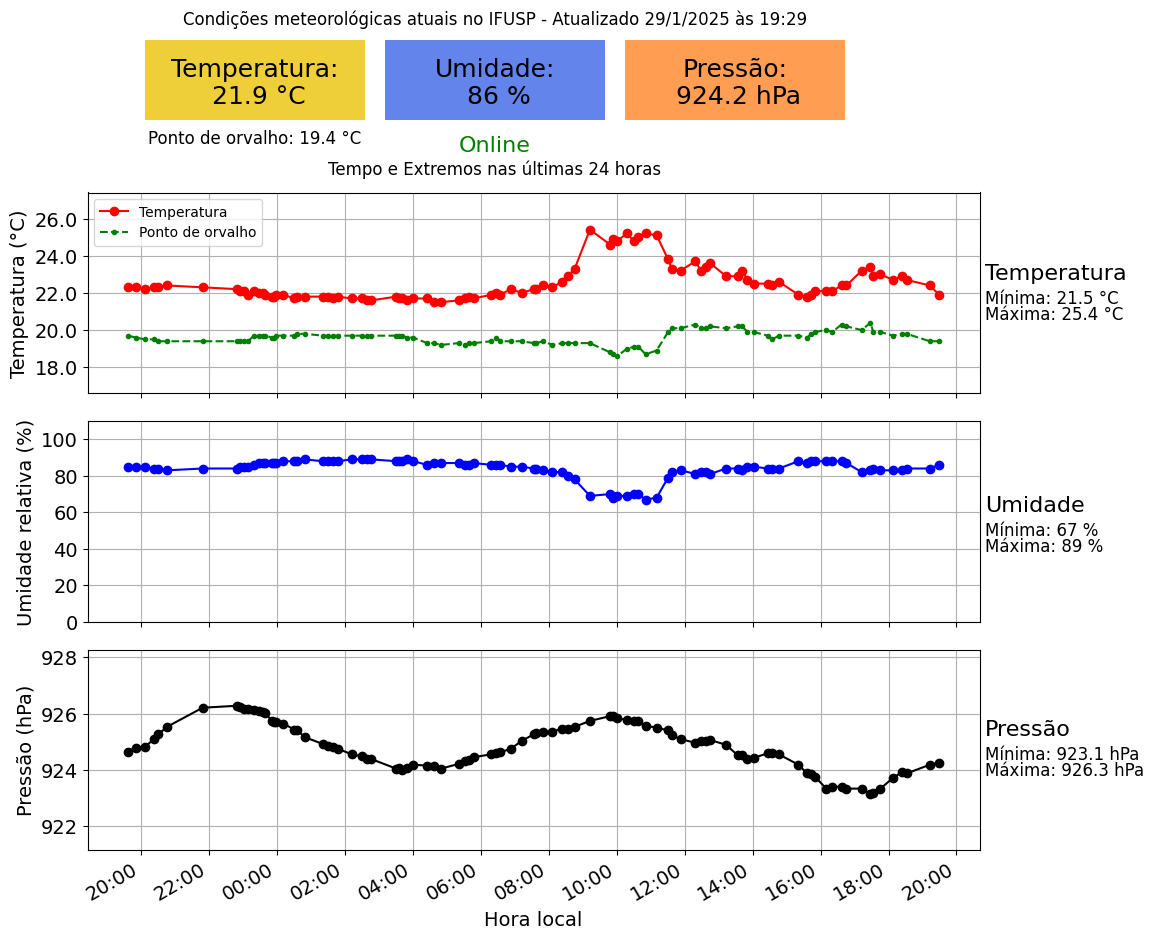 Condições meteorológicas atuais no IFUSP - Atualizado 29/1/2025 às 19:29
Temperatura:
21.9 °C
Umidade:
86 %
Pressão:
924.2 hPa
Ponto de orvalho: 19.4 °C
Online
Tempo e Extremos nas últimas 24 horas
Temperatura (°C)
26.0
24.0
22.0
20.0
18.0
Temperatura
Ponto de orvalho
Temperatura
Mínima: 21.5 °C
Máxima: 25.4 °C
Umidade relativa (%)
100
80
60
40
20
0
Umidade
Mínima: 67 %
Máxima: 89 %
Pressão (hPa)
928
926
924
922
Pressão
Mínima: 923.1 hPa
Máxima: 926.3 hPa
20:00 22:00 00:00 02:00 04:00 06:00 08:00 10:00 12:00 14:00 16:00 18:00 20:00
Hora local